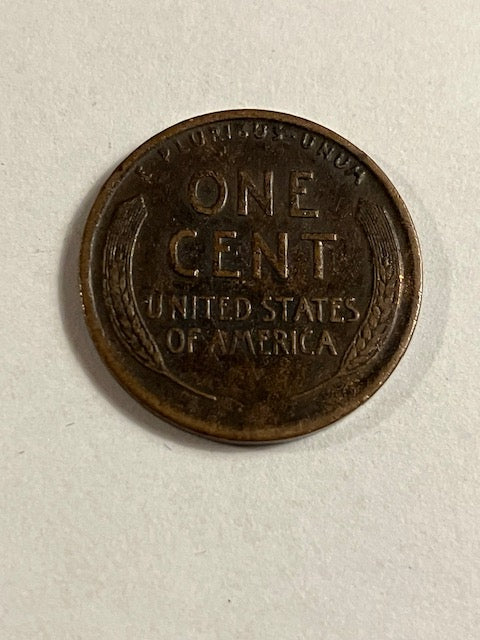 E PLURIBUS UNUM
ONE
CENT
UNITED STATES
OF AMERICA